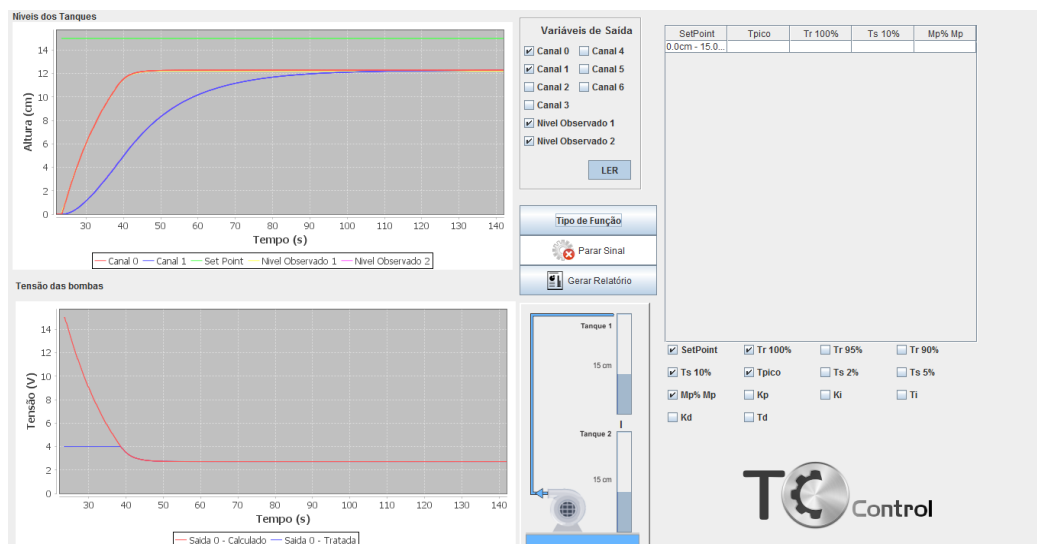 Níveis dos Tanques
Altura (cm)
14
12
10
8
6
4
2
0
30 40 50 60 70 80 90 100 110 120 130 140
Tempo (s)
Canal 0 Canal 1 Set Point Nivel Observado 1 Nivel Observado 2
Tensão das bombas
Tensão (V)
14
12
10
8
6
4
2
0
30 40 50 60 70 80 90 100 110 120 130 140
Tempo (s)
Saida 0 - Calculado Saida 0 - Tratada
Variáveis de Saída
Canal 0 Canal 4
Canal 1 Canal 5
Canal 2 Canal 6
Canal 3
Nivel Observado 1
Nivel Observado 2
LER
Tipo de Função
Parar Sinal
Gerar Relatório
Tanque 1
15 cm
Tanque 2
15 cm
SetPoint Tpico Tr 100% Ts 10% Mp% Mp
0.0cm - 15.0...
SetPoint Tr 100% Tr 95% Tr 90%
Ts 10% Tpico Ts 2% Ts 5%
Mp% Mp Kp Ki Ti
Kd Td
TC Control